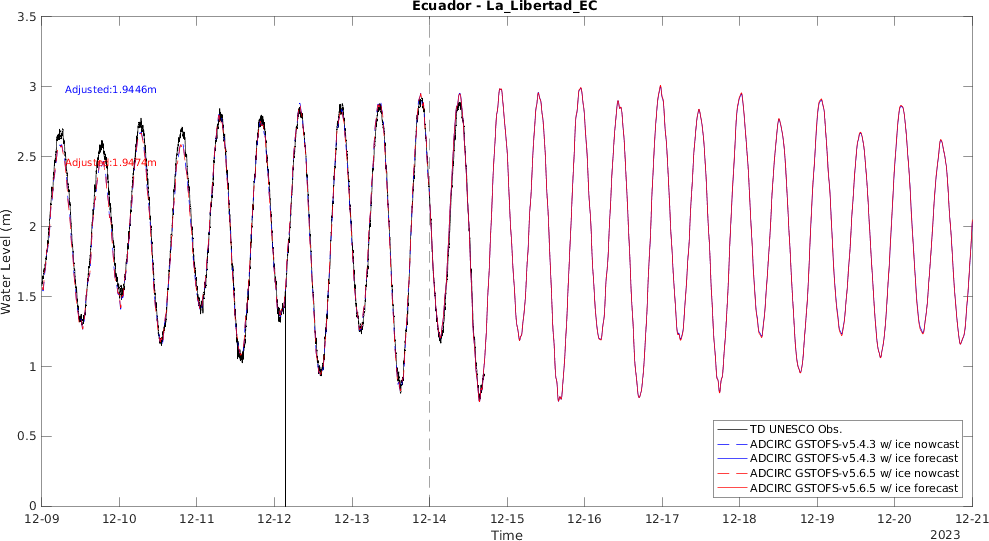 Ecuador - La_Libertad_EC
3.5
3
2.5
2
1.5
1
0.5
0
Water Level (m)
Adjusted:1.9446m
Adjusted:1.9474m
TD UNESCO Obs.
ADCIRC GSTOFS-v5.4.3 w/ ice nowcast
ADCIRC GSTOFS-v5.4.3 w/ ice forecast
ADCIRC GSTOFS-v5.6.5 w/ ice nowcast
ADCIRC GSTOFS-v5.6.5 w/ ice forecast
12-09 12-10 12-11 12-12 12-13 12-14 12-15 12-16 12-17 12-18 12-19 12-20 12-21
Time
2023